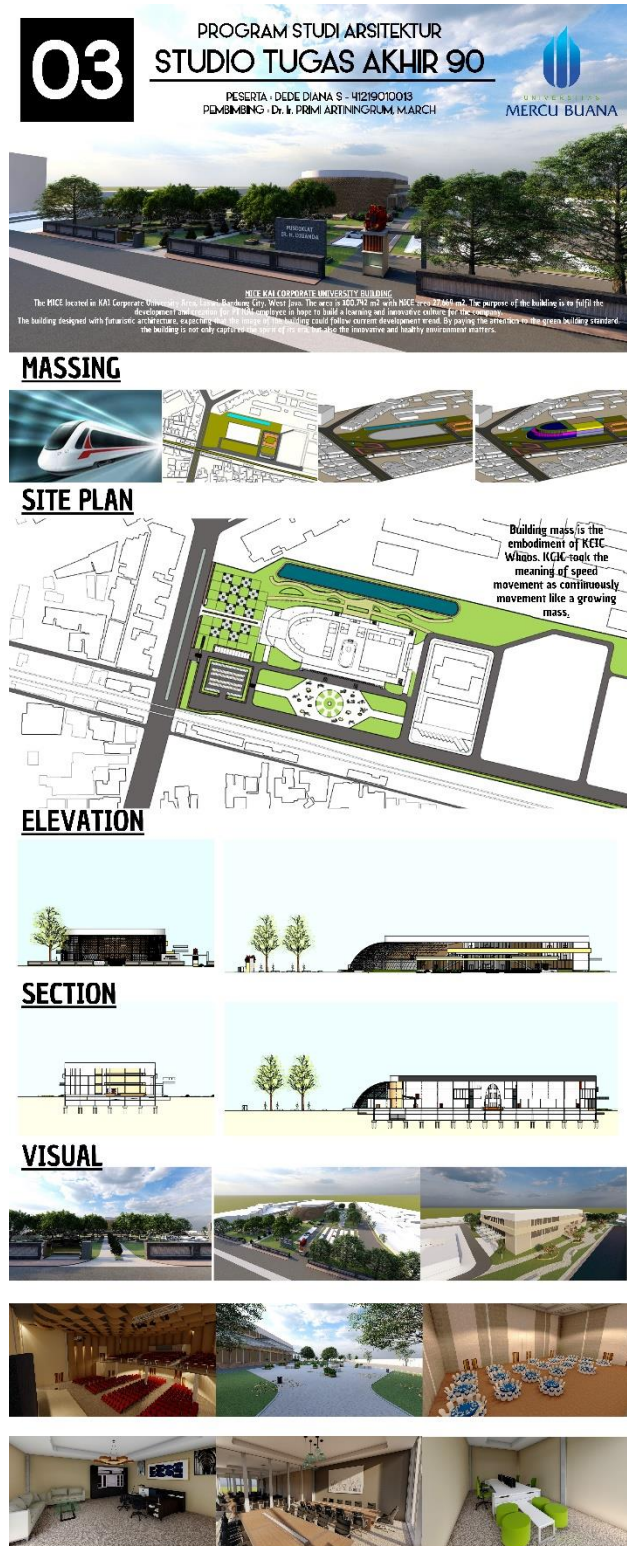 03
PROGRAM STUDI ARSITEKTUR
STUDIO TUGAS AKHIR 90
PESERTA : DEDE DIANA S - 41219010013
PEMBIMBING : Dr. Ir. PRIMI ARTININGRUM, M.ARCH
UNIVERSITAS
MERCU BUANA
PUSDIKLAT
IR. H. DJUANDA
MICE KAI CORPORATE UNIVERSITY BUILDING
The MICE located in KAI Corporate University Area, Bandung City, West Java. The area is 100.742 m2 with MICE area 27.669 m2. The purpose of the building is to fulfil the
development and creation for PT KAI employee in hope to build a learning and innovative culture for the company.
The building designed with futuristic architecture, expecting that the image of the building could follow current development trend. By paying the attention to the green building standard,
the building is not only captured the spirit of its era, but also the innovative and healthy environment matters.
MASSING
SITE PLAN
Building mass is the
embodiment of KCIC
Whoos. KCIC took the
meaning of speed
movement as continuously
movement like a growing
mass.
ELEVATION
SECTION
VISUAL